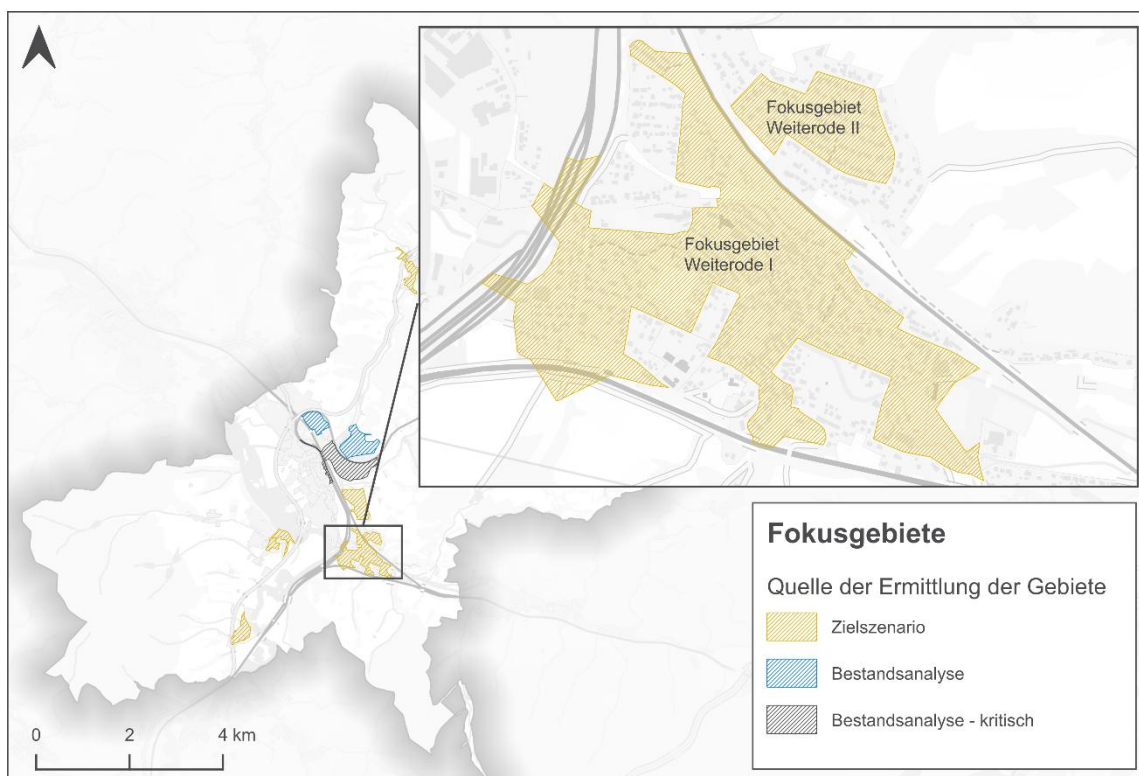 Fokusgebiet
Weiterode II
Fokusgebiet
Weiterode I
Fokusgebiete
Quelle der Ermittlung der Gebiete
Zielszenario
Bestandsanalyse
Bestandsanalyse - kritisch
0 2 4 km